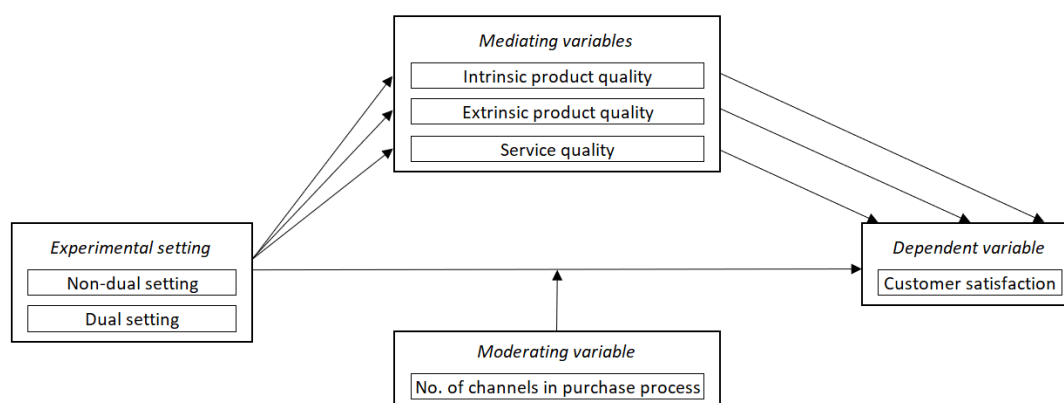 Mediating variables
Intrinsic product quality
Extrinsic product quality
Service quality
Experimental setting
Non-dual setting
Dual setting
Dependent variable
Customer satisfaction
Moderating variable
No. of channels in purchase process